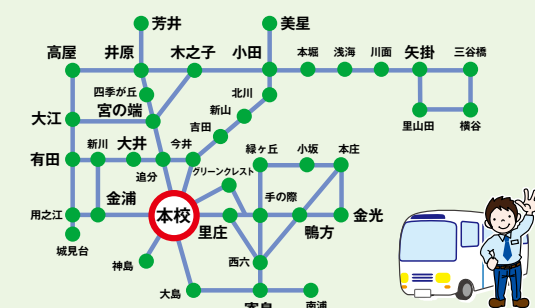 芳井
美星
高屋
井原
木之子
小田
本堀
浅海
川面
矢掛
三谷橋
四季が丘
北川
宮の端
新山
大江
吉田
里山田
横谷
新川
大井
今井
有田
追分
グリーンクレスト
緑ヶ丘
小坂
本庄
金浦
手の際
用之江
本校
里庄
鴨方
金光
城見台
神島
西六
大島
南浦